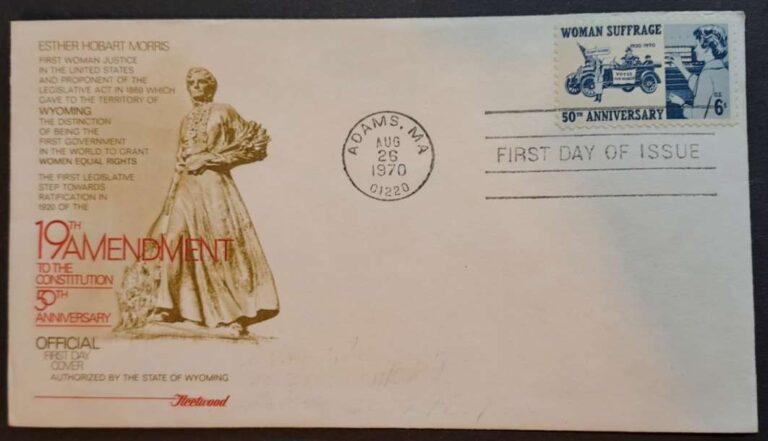 ESTHER HOBART MORRIS
FIRST WOMAN JUSTICE
IN THE UNITED STATES
AND PROPONENT OF THE
LEGISLATIVE ACT IN 1869 WHICH
GAVE TO THE TERRITORY OF
WYOMING
THE DISTINCTION
OF BEING THE
FIRST GOVERNMENT
IN THE WORLD TO GRANT
WOMEN EQUAL RIGHTS
THE FIRST LEGISLATIVE
STEP TOWARDS
RATIFICATION IN
1920 OF THE
19TH AMENDMENT
TO THE
CONSTITUTION
50TH
ANNIVERSARY
OFFICIAL
FIRST DAY
COVER
AUTHORIZED BY THE STATE OF WYOMING
Fleetwood
ADAMS, MA
AUG
26
1970
01220
WOMAN SUFFRAGE
1920-1970
VOTES
FOR WOMEN
U.S.
6¢
50TH ANNIVERSARY
FIRST DAY OF ISSUE